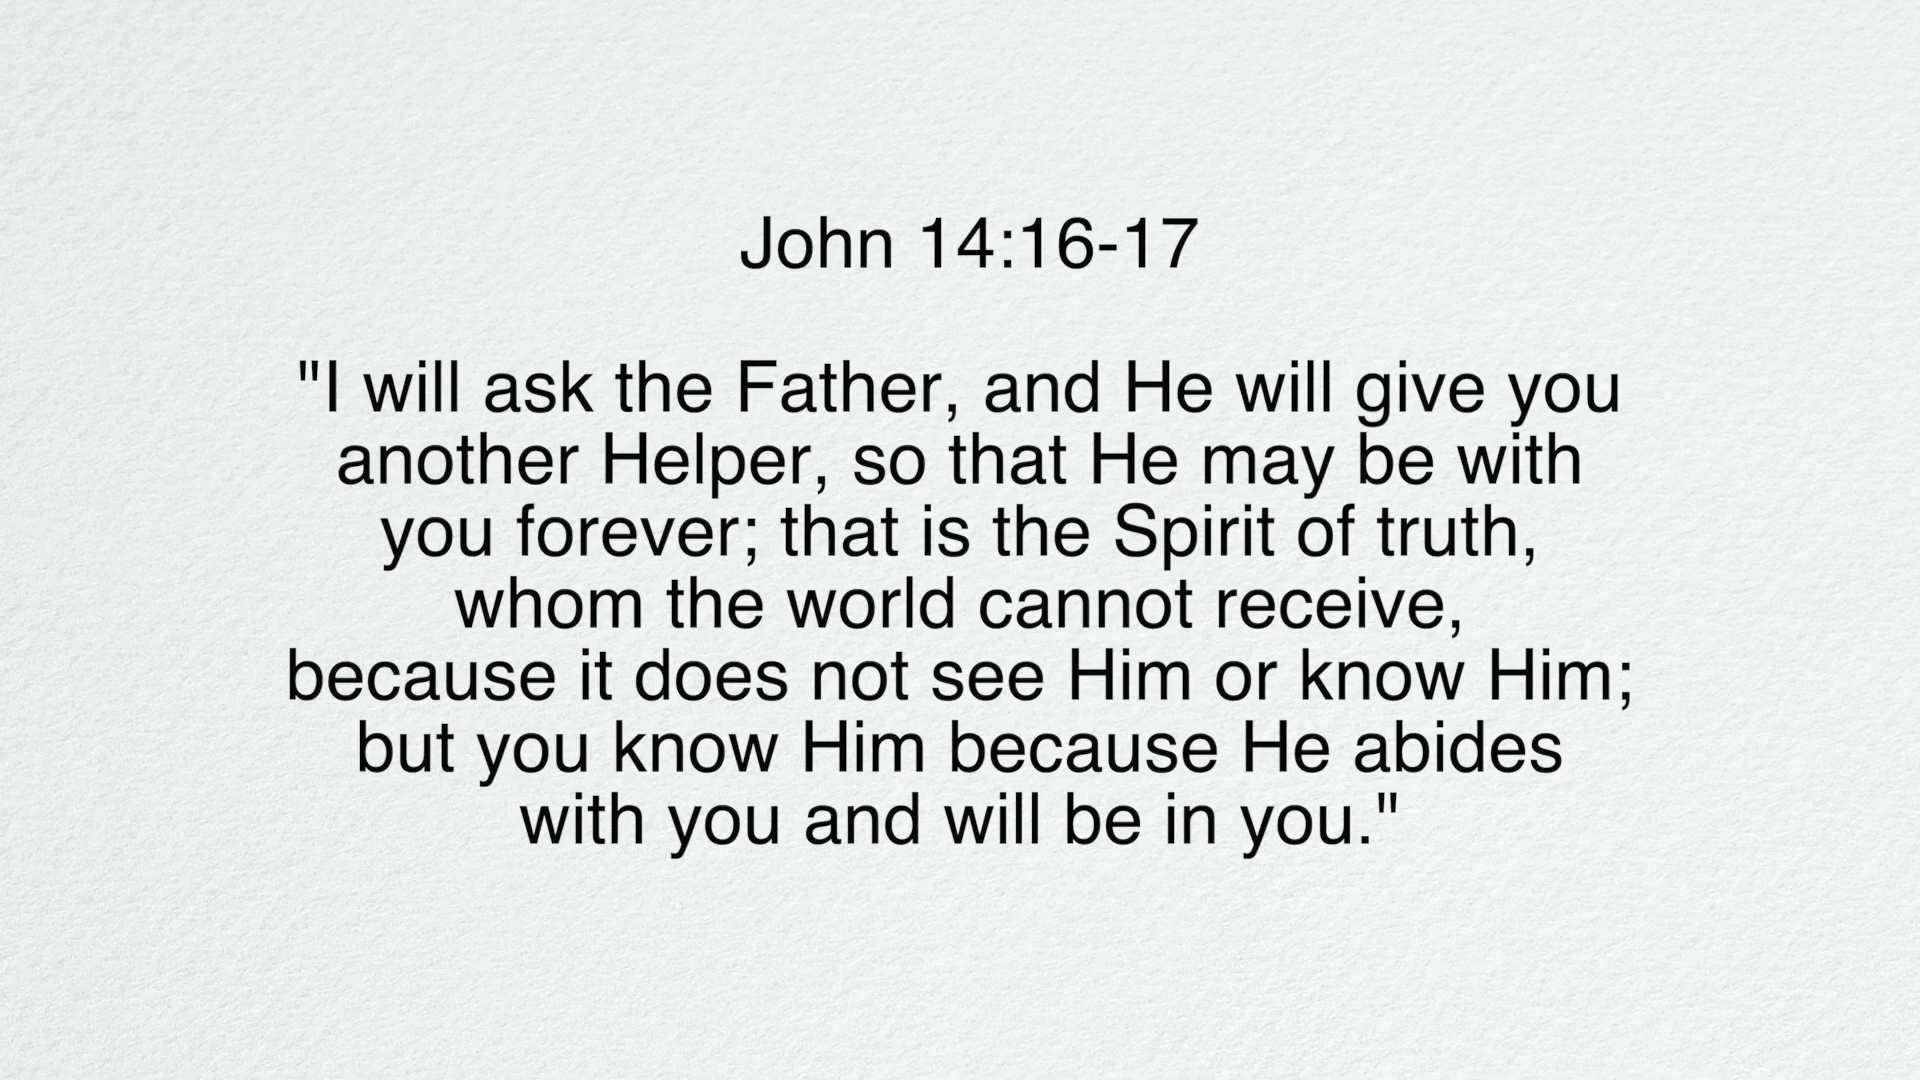 John 14:16-17
"I will ask the Father, and He will give you
another Helper, so that He may be with
you forever; that is the Spirit of truth,
whom the world cannot receive,
because it does not see Him or know Him;
but you know Him because He abides
with you and will be in you."